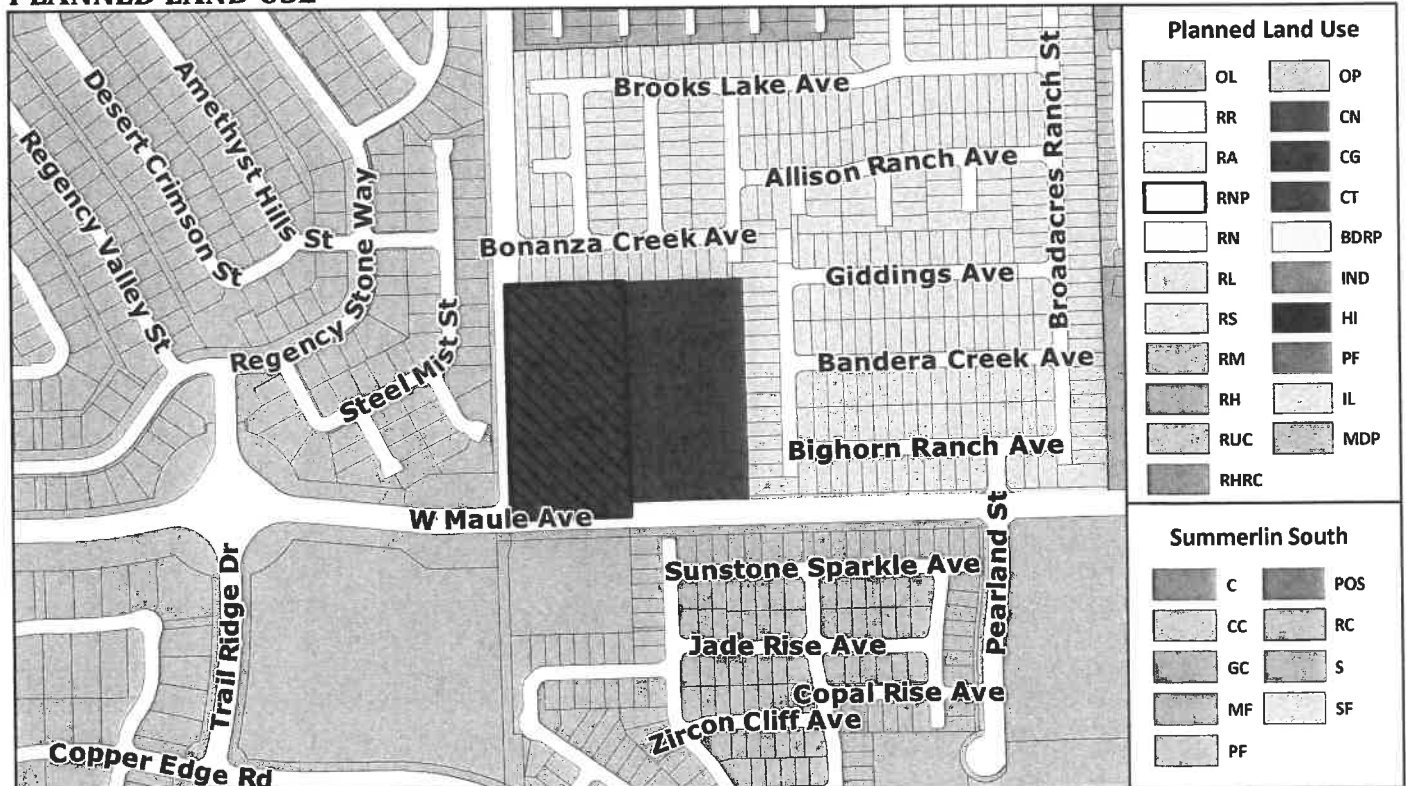 PLANNED LAND USE
Brooks Lake Ave
Broadacres Ranch St
Amethyst Hills St
Desert Crimson St
Regency Valley St
Allison Ranch Ave
Regency Stone Way
Bonanza Creek Ave
Giddings Ave
Steel Mist St
Bandera Creek Ave
Bighorn Ranch Ave
W Maule Ave
Pearland St
Sunstone Sparkle Ave
Trail Ridge Dr
Jade Rise Ave
Copal Rise Ave
Zircon Cliff Ave
Copper Edge Rd
Planned Land Use
OL OP
RR CN
RA CG
RNP CT
RN BDRP
RL IND
RS HI
RM PF
RH IL
RUC MDP
RHRC
Summerlin South
C POS
CC RC
GC S
MF SF
PF